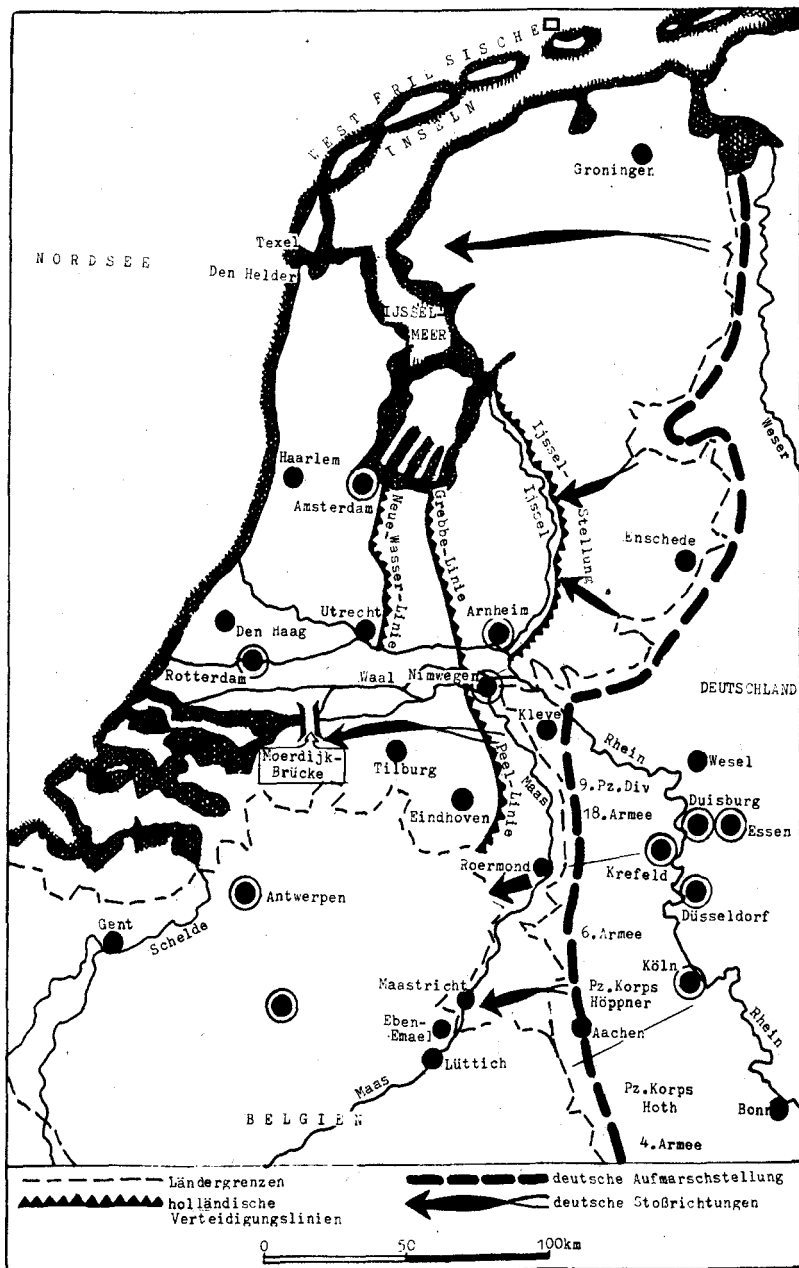 WEST FRIESISCHE
INSELN
Groningen
Texel
NORDSEE
Den Helder
IJSSEL-
MEER
Weser
Haarlem
Amsterdam
Neue-Wasser-Linie
Grebbe-Linie
Ijssel
Ijssel-
Stellung
Enschede
Utrecht
Arnheim
Den Haag
Rotterdam
Waal
Nimwegen
DEUTSCHLAND
Kleve
Rhein
Moerdijk-
Brücke
Tilburg
Peel-Linie
Maas
Wesel
9.Pz.Div
18.Armee
Duisburg
Essen
Eindhoven
Roermond
Krefeld
Antwerpen
Düsseldorf
Gent
Schelde
6.Armee
Köln
Maastricht
Pz.Korps
Höppner
Eben-
Emael
Aachen
Rhein
Lüttich
Maas
BELGIEN
Pz.Korps
Hoth
Bonn
4.Armee
Ländergrenzen
holländische
Verteidigungslinien
deutsche Aufmarschstellung
deutsche Stoßrichtungen
0 50 100km